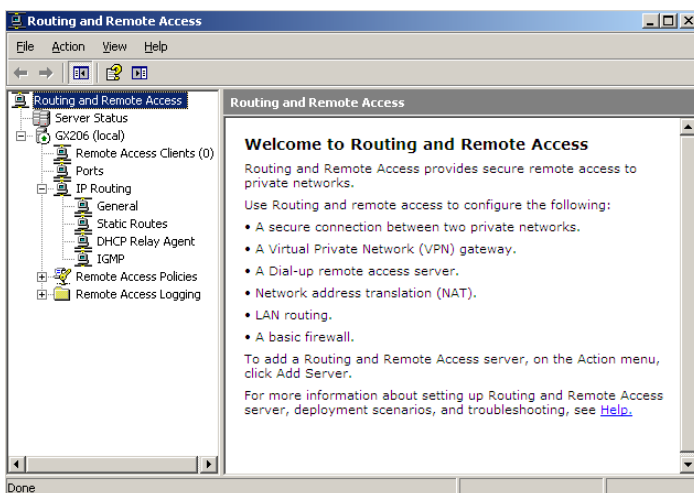 Routing and Remote Access
File Action View Help
Routing and Remote Access
Server Status
GX206 (local)
Remote Access Clients (0)
Ports
IP Routing
General
Static Routes
DHCP Relay Agent
IGMP
Remote Access Policies
Remote Access Logging
Routing and Remote Access
Welcome to Routing and Remote Access
Routing and Remote Access provides secure remote access to
private networks.
Use Routing and remote access to configure the following:
• A secure connection between two private networks.
• A Virtual Private Network (VPN) gateway.
• A Dial-up remote access server.
• Network address translation (NAT).
• LAN routing.
• A basic firewall.
To add a Routing and Remote Access server, on the Action menu,
click Add Server.
For more information about setting up Routing and Remote Access
server, deployment scenarios, and troubleshooting, see Help.
Done